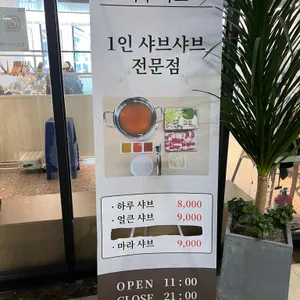 1인 샤브샤브
전문점
· 하루 샤브 8,000
· 얼큰 샤브 9,000
· 마라 샤브 9,000
OPEN 11 : 00
CLOSE 21 : 00